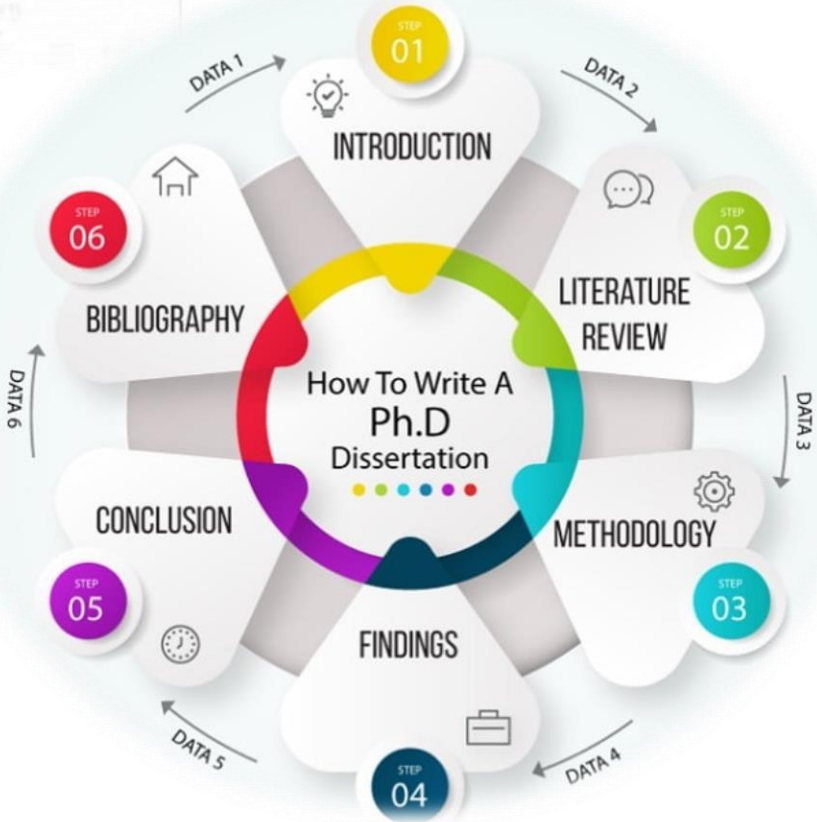 How To Write A
Ph.D
Dissertation
STEP
01
INTRODUCTION
DATA 1
DATA 2
STEP
02
LITERATURE
REVIEW
DATA 3
STEP
03
METHODOLOGY
DATA 4
STEP
04
FINDINGS
DATA 5
STEP
05
CONCLUSION
DATA 6
STEP
06
BIBLIOGRAPHY